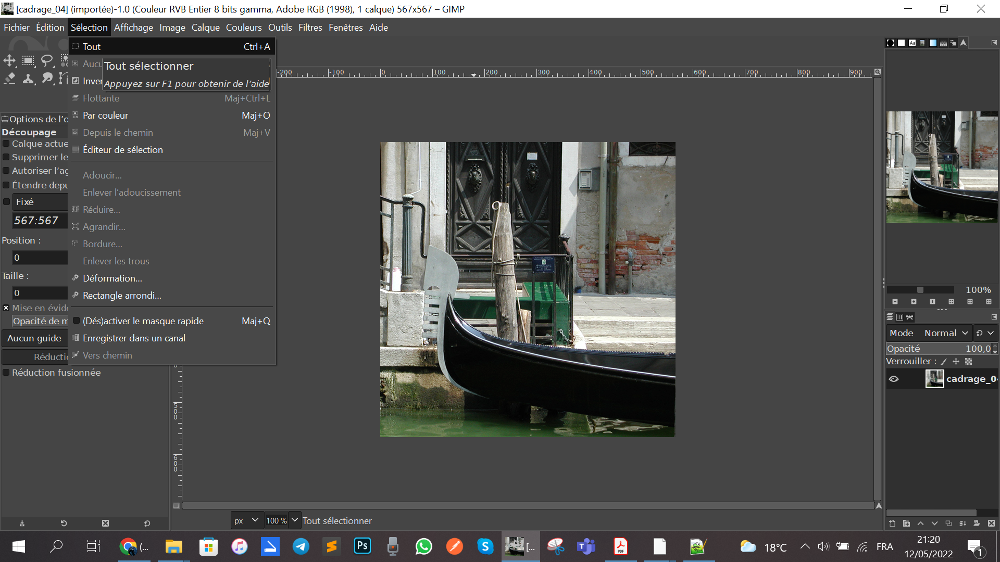 [cadrage_04] (importée)-1.0 (Couleur RVB Entier 8 bits gamma, Adobe RGB (1998), 1 calque) 567x567 – GIMP
Fichier Édition Sélection Affichage Image Calque Couleurs Outils Filtres Fenêtres Aide
Tout Ctrl+A
Aucu
Tout sélectionner
Inver
Appuyez sur F1 pour obtenir de l’aide
Flottante Maj+Ctrl+L
Par couleur Maj+O
Depuis le chemin Maj+V
Éditeur de sélection
Adoucir...
Enlever l’adoucissement
Réduire...
Agrandir...
Bordure...
Enlever les trous
Déformation...
Rectangle arrondi...
(Dés)activer le masque rapide Maj+Q
Enregistrer dans un canal
Vers chemin
Options de l’o
Découpage
Calque actue
Supprimer le
Autoriser l’ag
Étendre depu
Fixé
567:567
Position :
0
Taille :
0
Mise en évid
Opacité de m
Aucun guide
Réductio
Réduction fusionnée
-200 -100 0 100 200 300 400 500 600 700 800 900
500
600
px 100 % Tout sélectionner
Aa
100%
Mode Normal
Opacité 100,0
Verrouiller :
cadrage_0
(...
Ps
PDF
[...
18°C
FRA
21:20
12/05/2022
1